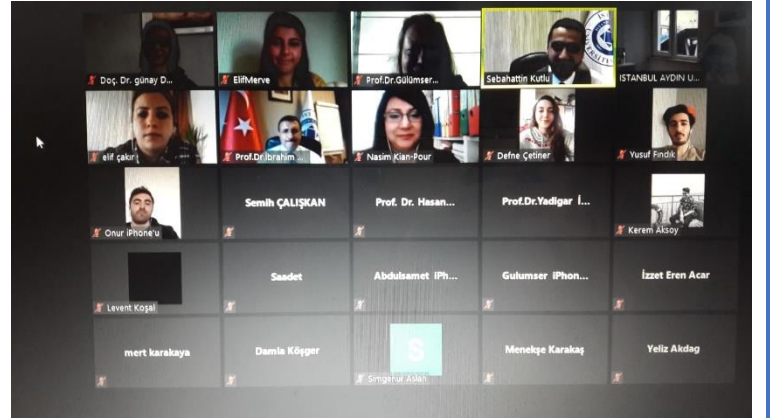 Doç. Dr. günay D...
ElifMerve
Prof.Dr.Gülümser...
Sebahattin Kutlu
ISTANBUL AYDIN U...
elif çakır
Prof.Dr.İbrahim ...
Nasim Kian-Pour
Defne Çetiner
Yusuf Fındık
Onur iPhone'u
Semih ÇALIŞKAN
Prof. Dr. Hasan...
Prof.Dr.Yadigar İ...
Kerem Aksoy
Levent Koşal
Saadet
Abdulsamet iPh...
Gulumser iPhon...
İzzet Eren Acar
mert karakaya
Damla Köşger
S
Simgenur Aslan
Menekşe Karakaş
Yeliz Akdag